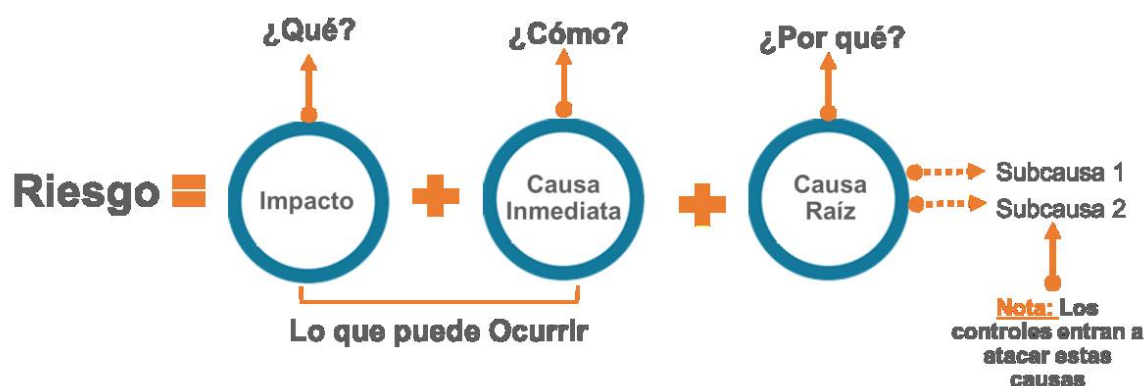 ¿Qué?
¿Cómo?
¿Por qué?
Riesgo =
Impacto
+
Causa
Inmediata
+
Causa
Raíz
Subcausa 1
Subcausa 2
Lo que puede Ocurrir
Nota: Los
controles entran a
atacar estas
causas